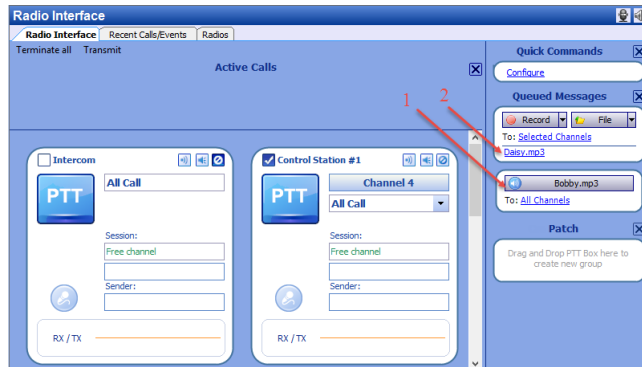 Radio Interface
Radio Interface Recent Calls/Events Radios
Terminate all Transmit
Active Calls
Intercom
PTT
All Call
Session:
Free channel
Sender:
RX / TX
Control Station #1
PTT
Channel 4
All Call
Session:
Free channel
Sender:
RX / TX
Quick Commands
Configure
Queued Messages
1 2
Record File
To: Selected Channels
Daisy.mp3
Bobby.mp3
To: All Channels
Patch
Drag and Drop PTT Box here to
create new group